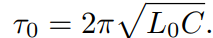 τ₀ = 2π√(L₀C).